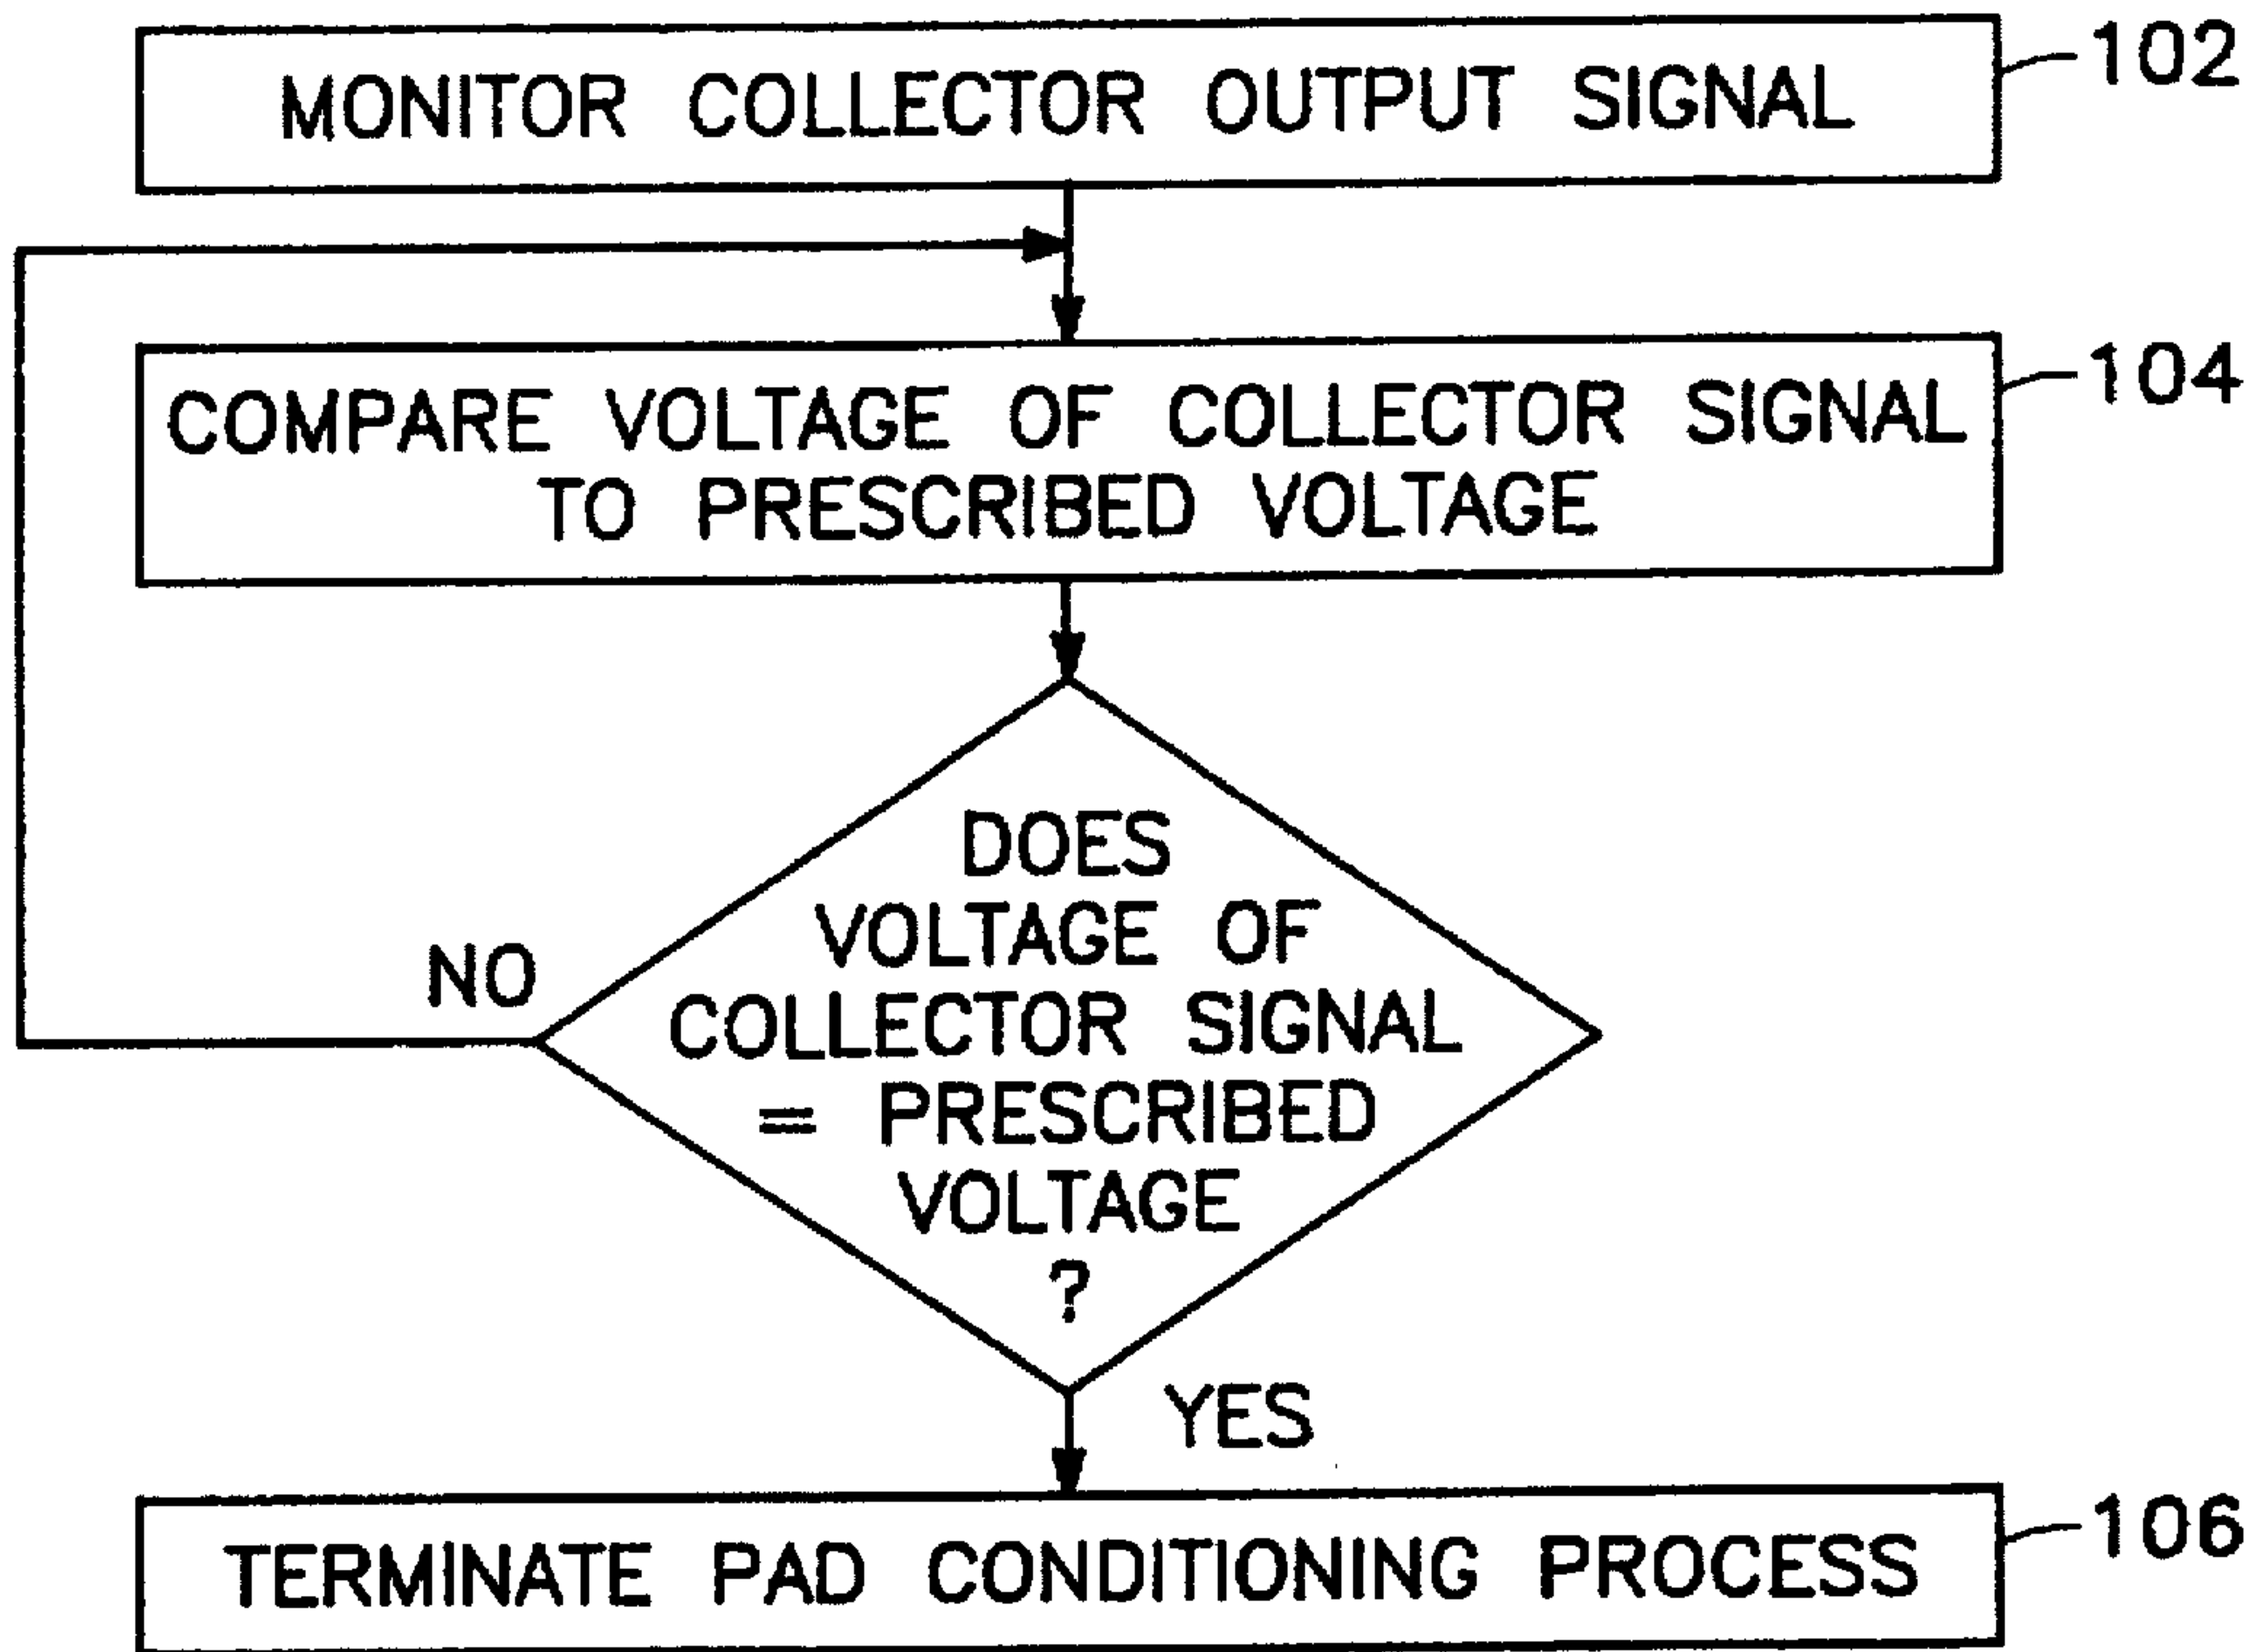 MONITOR COLLECTOR OUTPUT SIGNAL
102
COMPARE VOLTAGE OF COLLECTOR SIGNAL
TO PRESCRIBED VOLTAGE
104
DOES
VOLTAGE OF
COLLECTOR SIGNAL
= PRESCRIBED
VOLTAGE
?
NO
YES
TERMINATE PAD CONDITIONING PROCESS
106